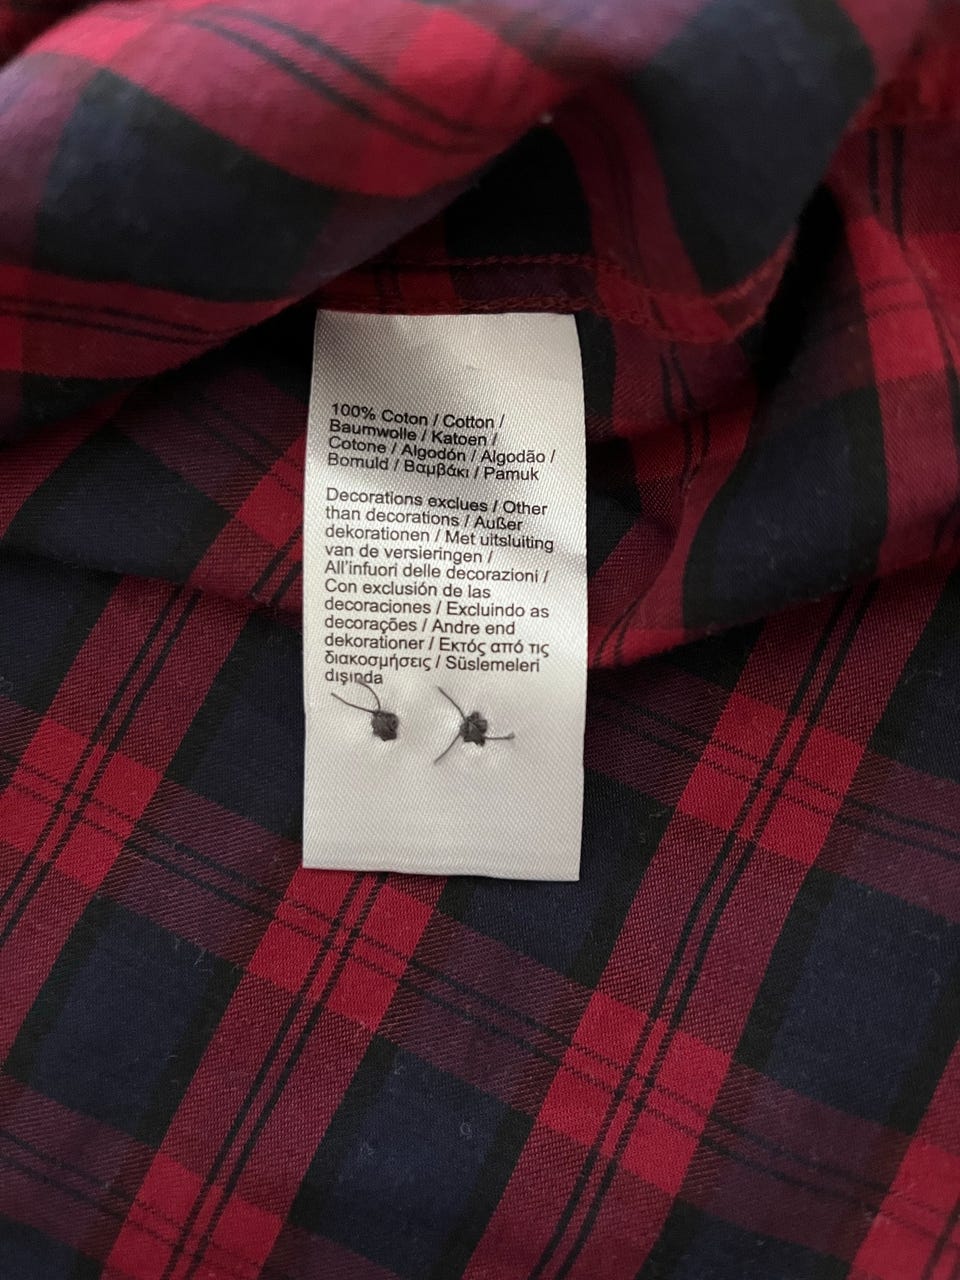 100% Coton / Cotton /
Baumwolle / Katoen /
Cotone / Algodón / Algodão /
Bomuld / Βαμβάκι / Pamuk
Decorations exclues / Other
than decorations / Außer
dekorationen / Met uitsluiting
van de versieringen /
All'infuori delle decorazioni /
Con exclusión de las
decoraciones / Excluindo as
decorações / Andre end
dekorationer / Εκτός από τις
διακοσμήσεις / Süslemeleri
dışında